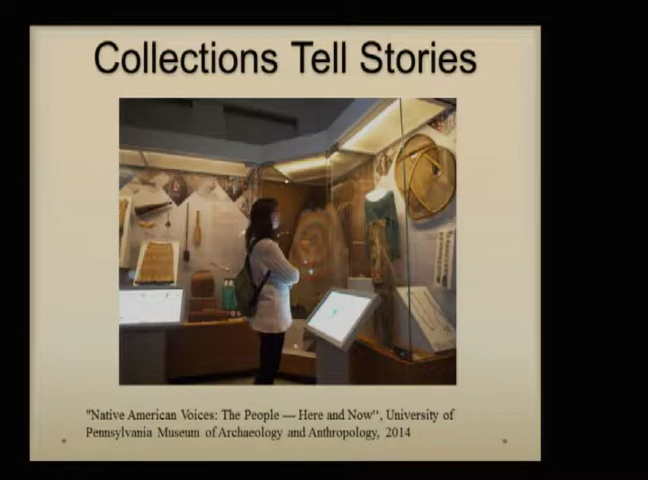 Collections Tell Stories
"Native American Voices: The People — Here and Now'', University of
Pennsylvania Museum of Archaeology and Anthropology, 2014